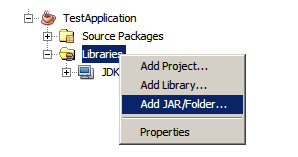 TestApplication
Source Packages
Libraries
JDK
Add Project...
Add Library...
Add JAR/Folder...
Properties